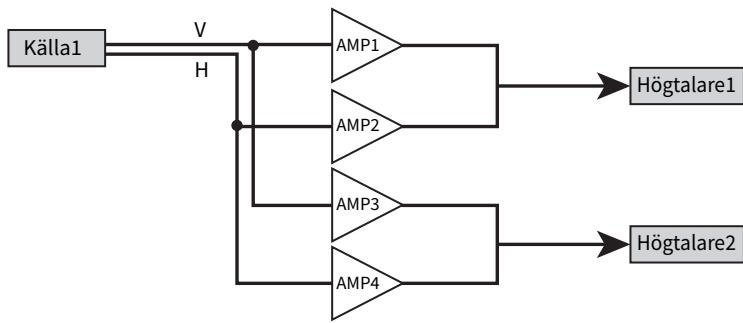 V
Källa1
H
AMP1
AMP2
AMP3
AMP4
Högtalare1
Högtalare2